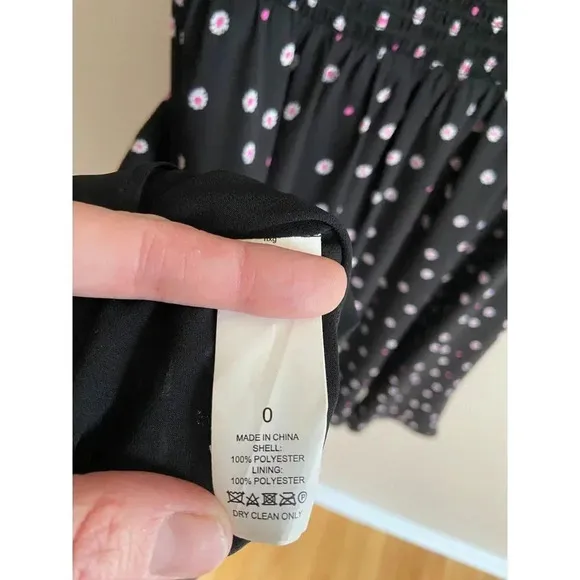 0
MADE IN CHINA
SHELL:
100% POLYESTER
LINING:
100% POLYESTER
P
DRY CLEAN ONLY